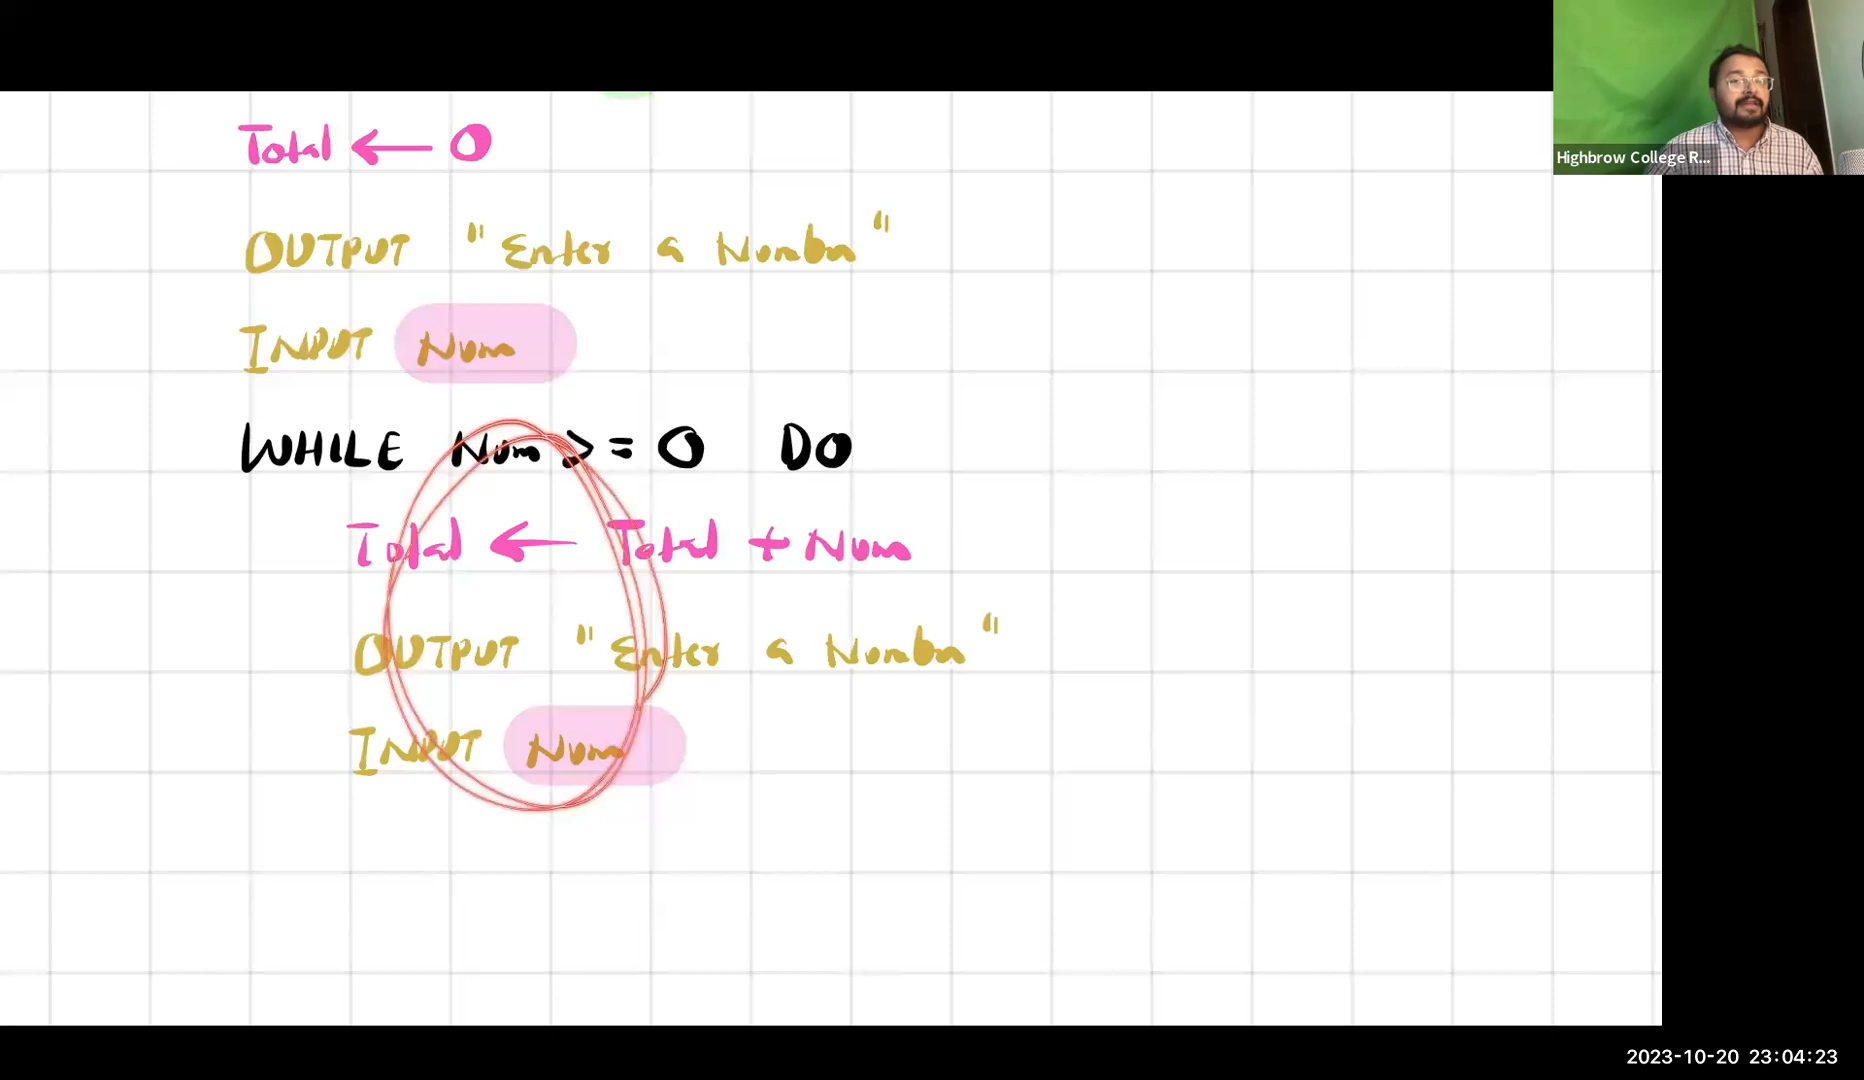 Total ← 0
OUTPUT "Enter a Number"
INPUT Num
WHILE Num >= 0 DO
Total ← Total + Num
OUTPUT "Enter a Number"
INPUT Num
Highbrow College R...
2023-10-20 23:04:23